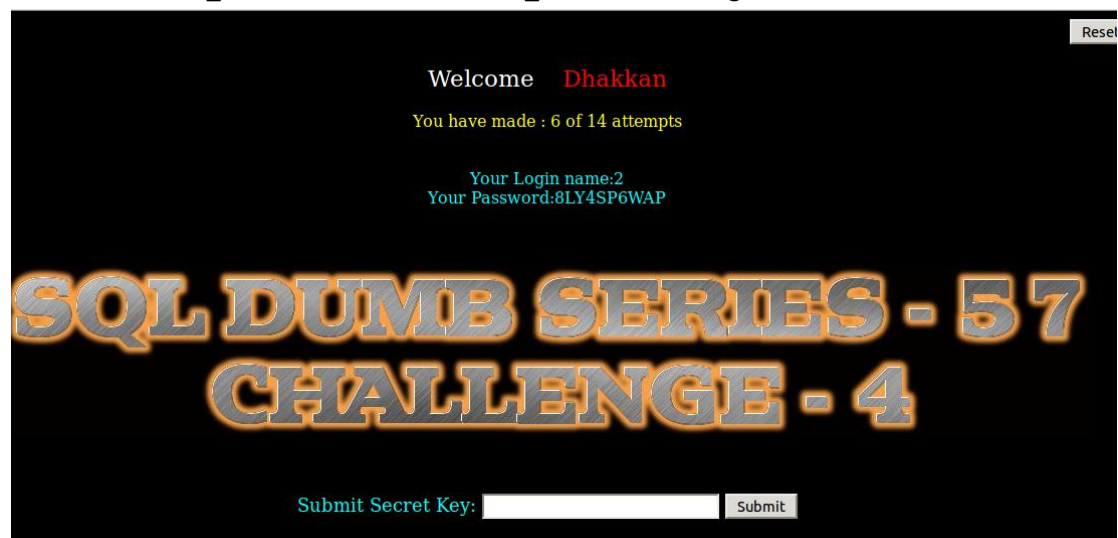 Reset
Welcome Dhakkan
You have made : 6 of 14 attempts
Your Login name:2
Your Password:8LY4SP6WAP
SQL DUMB SERIES - 57
CHALLENGE - 4
Submit Secret Key: Submit